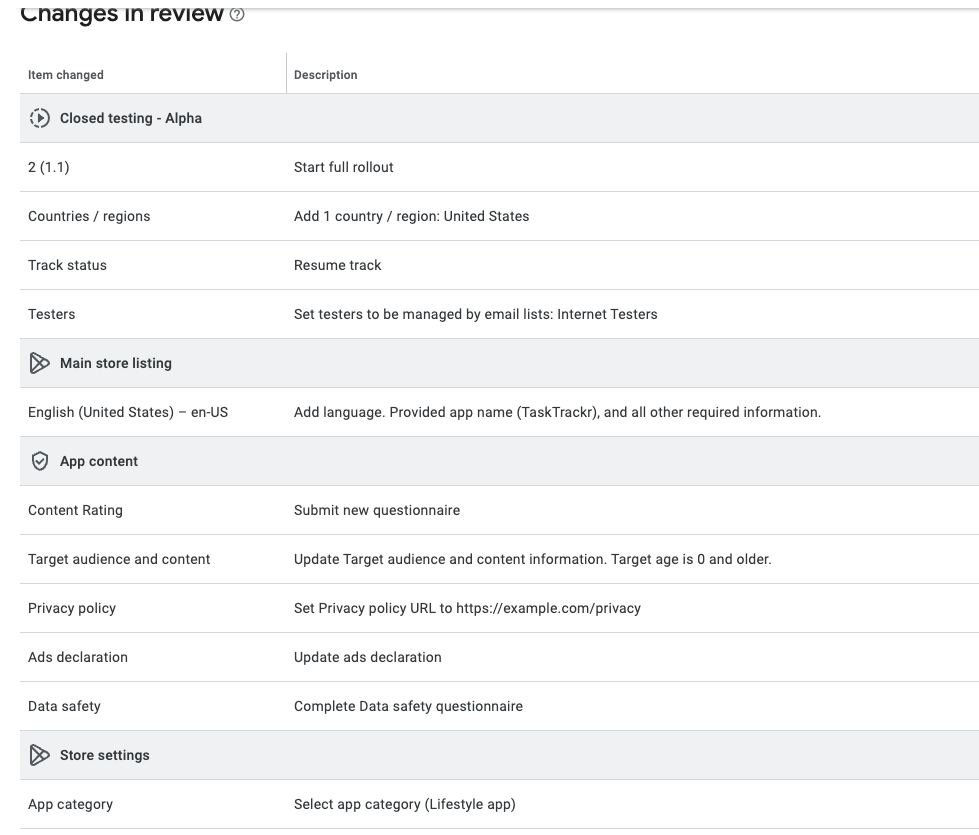 Changes in review
Item changed Description
Closed testing - Alpha
2 (1.1) Start full rollout
Countries / regions Add 1 country / region: United States
Track status Resume track
Testers Set testers to be managed by email lists: Internet Testers
Main store listing
English (United States) – en-US Add language. Provided app name (TaskTrackr), and all other required information.
App content
Content Rating Submit new questionnaire
Target audience and content Update Target audience and content information. Target age is 0 and older.
Privacy policy Set Privacy policy URL to https://example.com/privacy
Ads declaration Update ads declaration
Data safety Complete Data safety questionnaire
Store settings
App category Select app category (Lifestyle app)